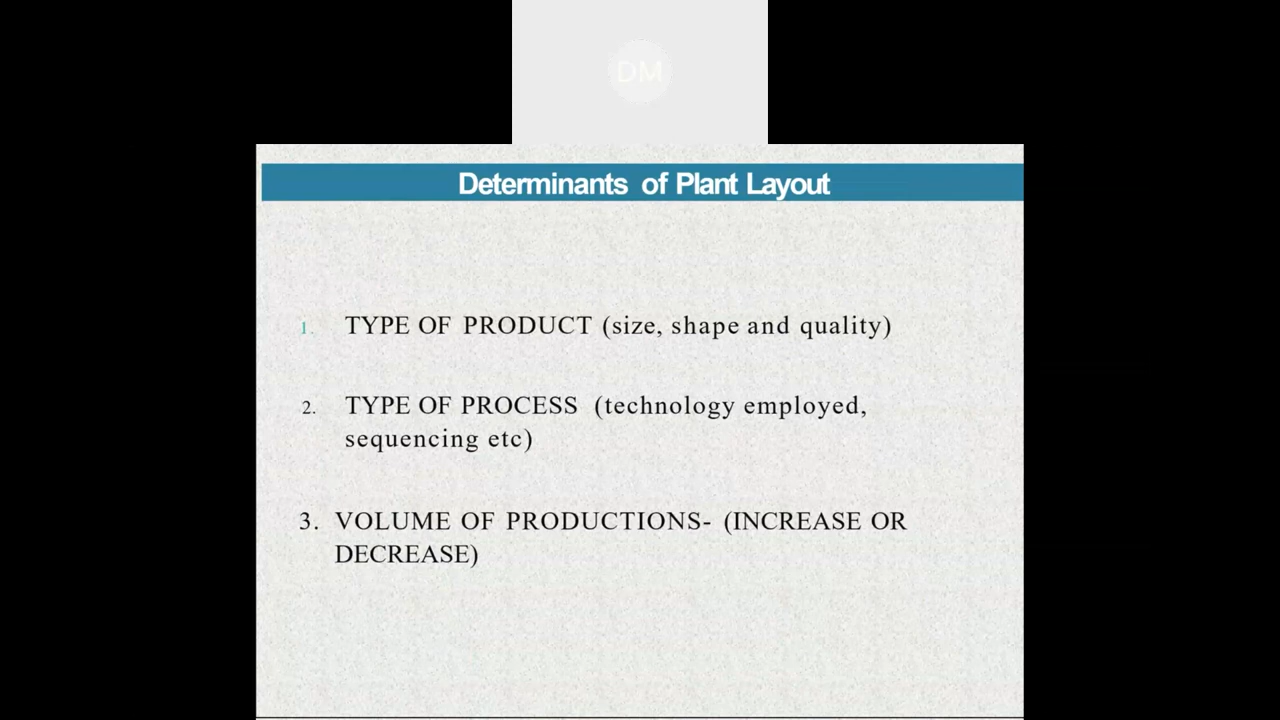 DM
Determinants of Plant Layout
1. TYPE OF PRODUCT (size, shape and quality)
2. TYPE OF PROCESS (technology employed,
sequencing etc)
3. VOLUME OF PRODUCTIONS- (INCREASE OR
DECREASE)